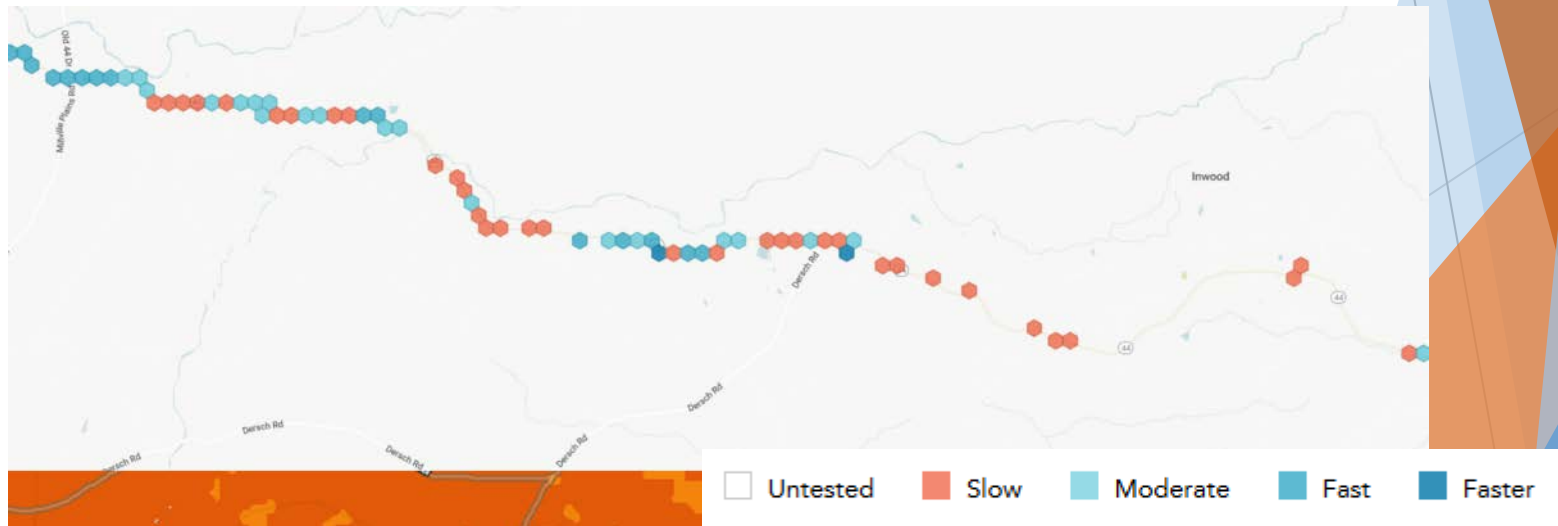 Old 44 Dr
Millville Plains Rd
Inwood
Dersch Rd
44
44
Dersch Rd
Dersch Rd
Dersch Rd
Dersch Rd
Dersch Rd
Untested Slow Moderate Fast Faster